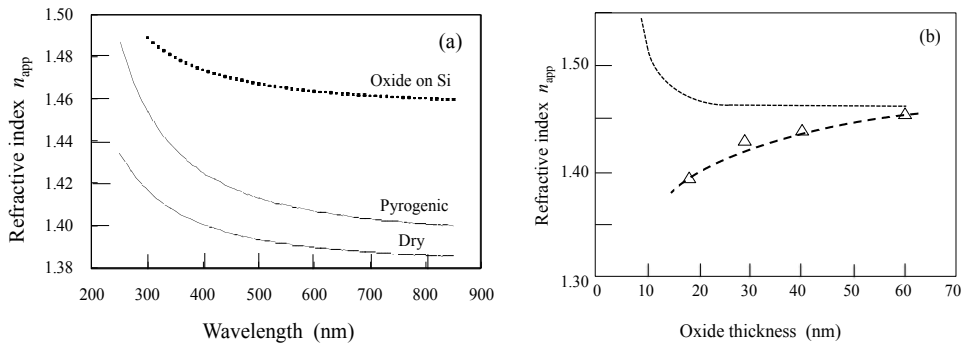 1.50
1.48
1.46
1.44
1.42
1.40
1.38
200 300 400 500 600 700 800 900
Refractive index n_app
Wavelength (nm)
(a)
Oxide on Si
Pyrogenic
Dry
1.50
1.40
1.30
0 10 20 30 40 50 60 70
Refractive index n_app
Oxide thickness (nm)
(b)